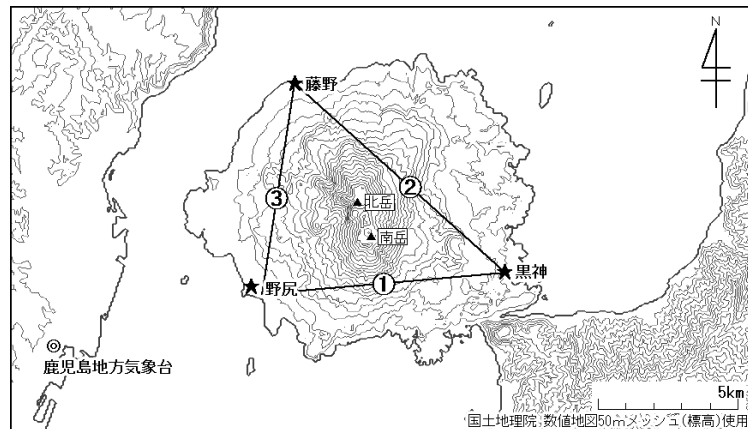 N
藤野
②
北岳
③
南岳
黒神
野尻
①
鹿児島地方気象台
5km
国土地理院 数値地図50mメッシュ(標高)使用